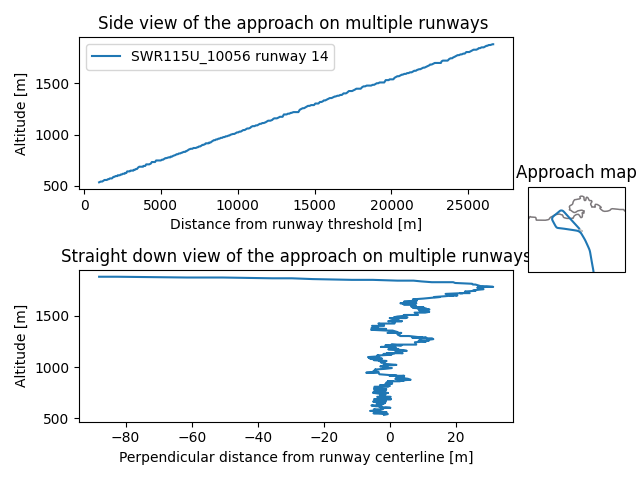 Side view of the approach on multiple runways
SWR115U_10056 runway 14
Altitude [m]
1500
1000
500
0 5000 10000 15000 20000 25000
Distance from runway threshold [m]
Approach map
Straight down view of the approach on multiple runways
Altitude [m]
1500
1000
500
−80 −60 −40 −20 0 20
Perpendicular distance from runway centerline [m]